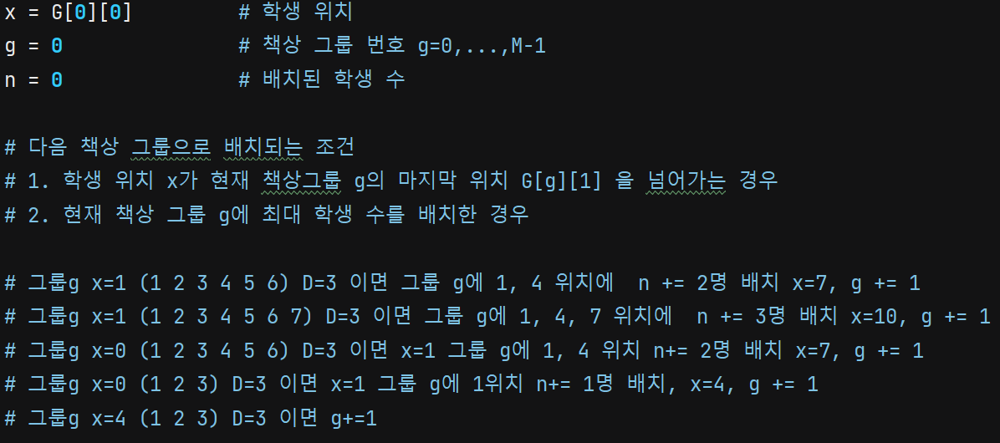 x = G[0][0]         # 학생 위치
g = 0               # 책상 그룹 번호 g=0,...,M-1
n = 0               # 배치된 학생 수
# 다음 책상 그룹으로 배치되는 조건
# 1. 학생 위치 x가 현재 책상그룹 g의 마지막 위치 G[g][1] 을 넘어가는 경우
# 2. 현재 책상 그룹 g에 최대 학생 수를 배치한 경우
# 그룹g x=1 (1 2 3 4 5 6) D=3 이면 그룹 g에 1, 4 위치에  n += 2명 배치 x=7, g += 1
# 그룹g x=1 (1 2 3 4 5 6 7) D=3 이면 그룹 g에 1, 4, 7 위치에  n += 3명 배치 x=10, g += 1
# 그룹g x=0 (1 2 3 4 5 6) D=3 이면 x=1 그룹 g에 1, 4 위치 n+= 2명 배치 x=7, g += 1
# 그룹g x=0 (1 2 3) D=3 이면 x=1 그룹 g에 1위치 n+= 1명 배치, x=4, g += 1
# 그룹g x=4 (1 2 3) D=3 이면 g+=1